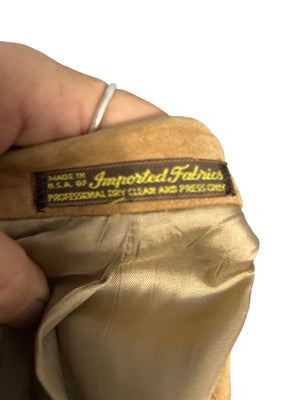 MADE IN
U.S.A. OF Imported Fabrics
PROFESSIONAL DRY CLEAN AND PRESS ONLY